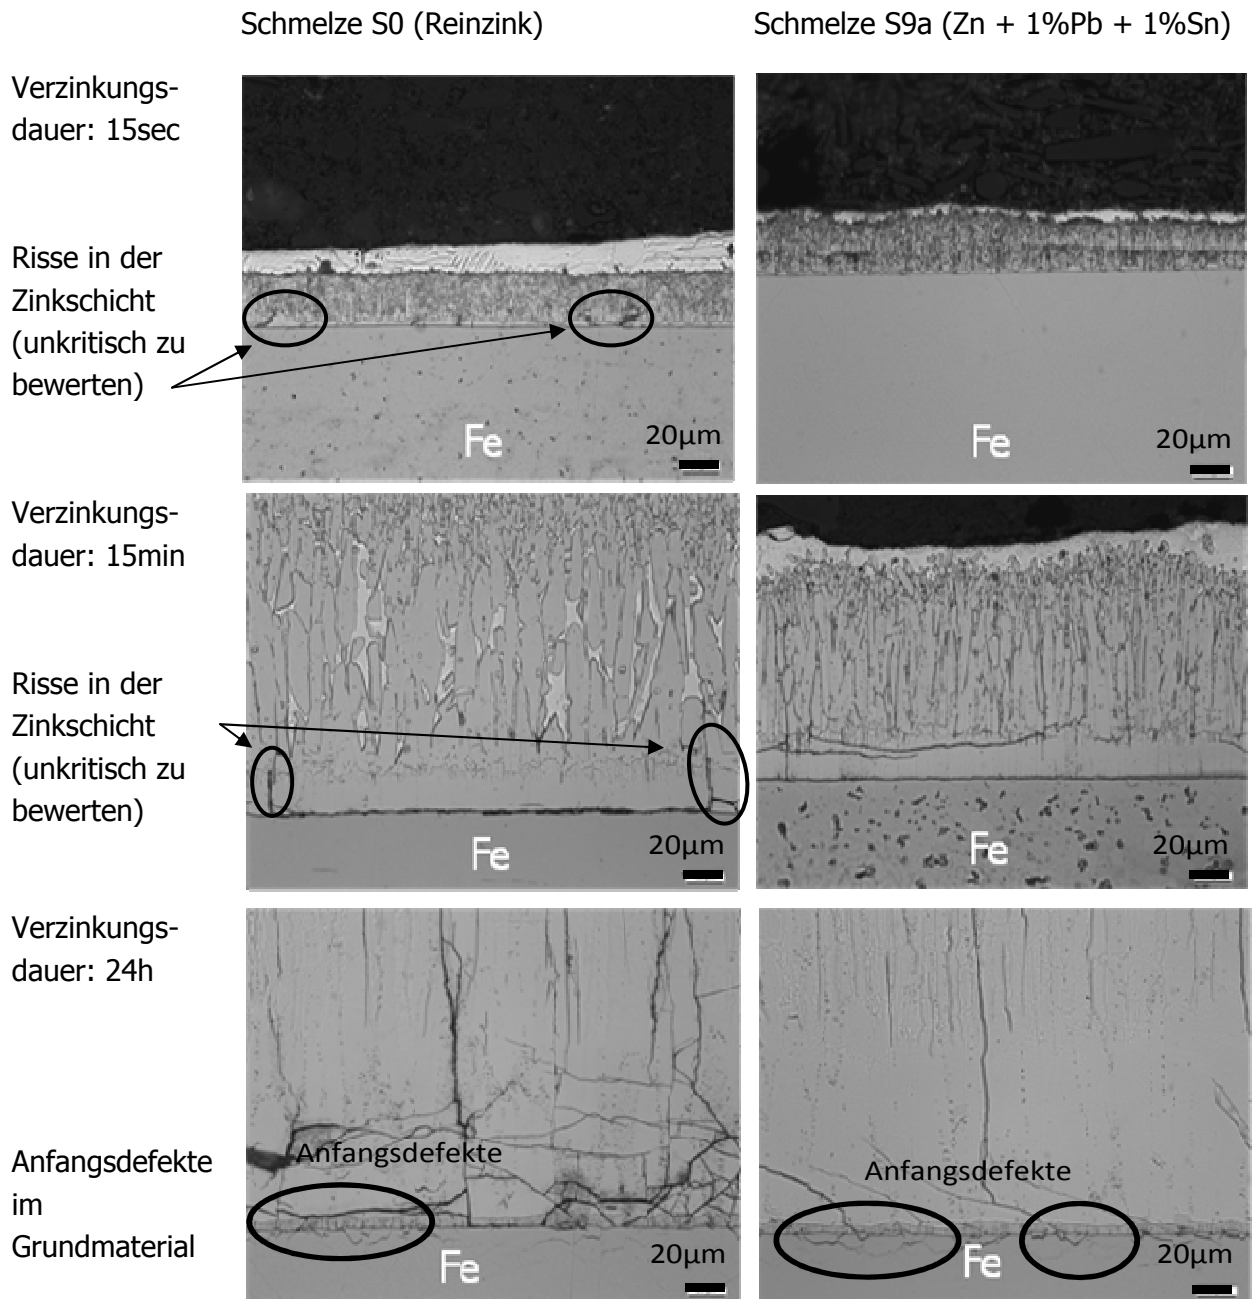 Schmelze S0 (Reinzink)
Schmelze S9a (Zn + 1%Pb + 1%Sn)
Verzinkungs-
dauer: 15sec
Risse in der
Zinkschicht
(unkritisch zu
bewerten)
Fe
20µm
Fe
20µm
Verzinkungs-
dauer: 15min
Risse in der
Zinkschicht
(unkritisch zu
bewerten)
Fe
20µm
Fe
20µm
Verzinkungs-
dauer: 24h
Anfangsdefekte
im
Grundmaterial
Anfangsdefekte
Fe
20µm
Anfangsdefekte
Fe
20µm